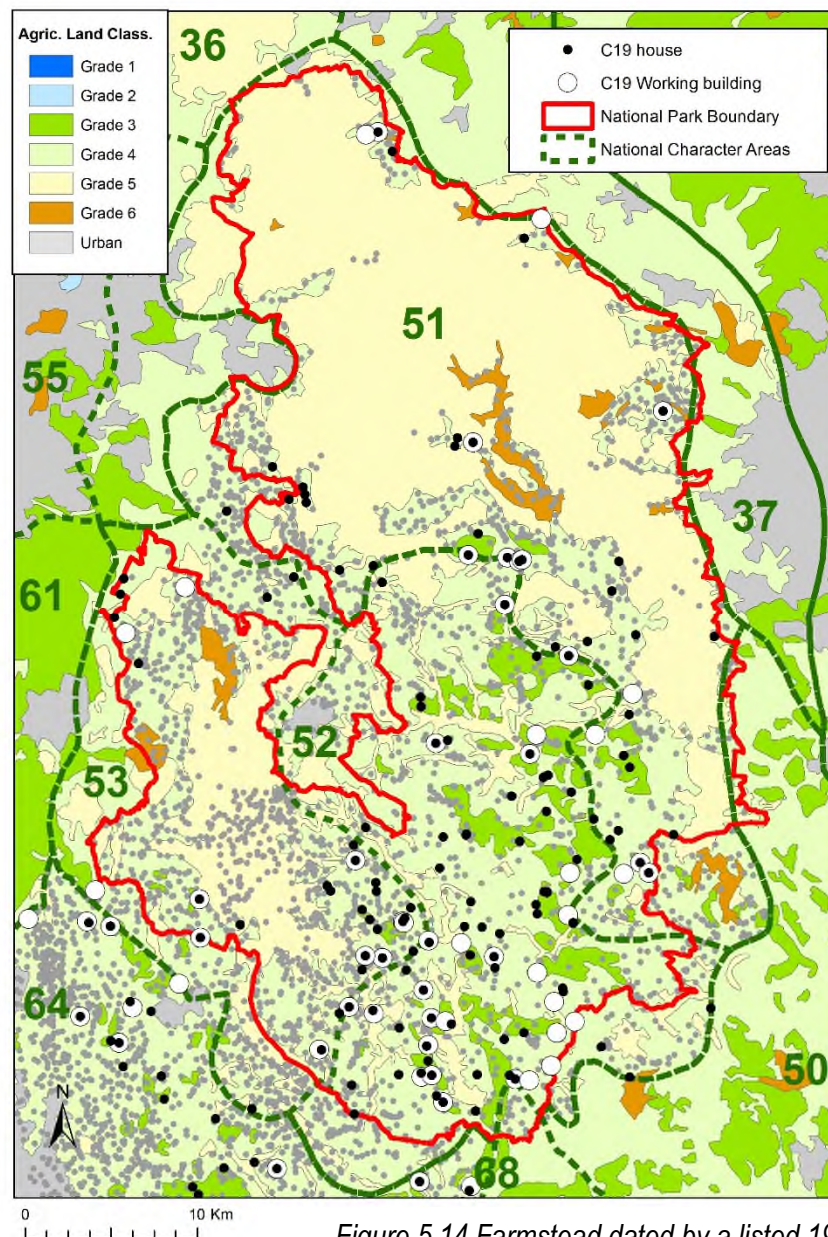 Agric. Land Class.
Grade 1
Grade 2
Grade 3
Grade 4
Grade 5
Grade 6
Urban
C19 house
C19 Working building
National Park Boundary
National Character Areas
36
51
55
37
61
52
53
64
50
68
N
0 10 Km
Figure 5.14 Farmstead dated by a listed 19